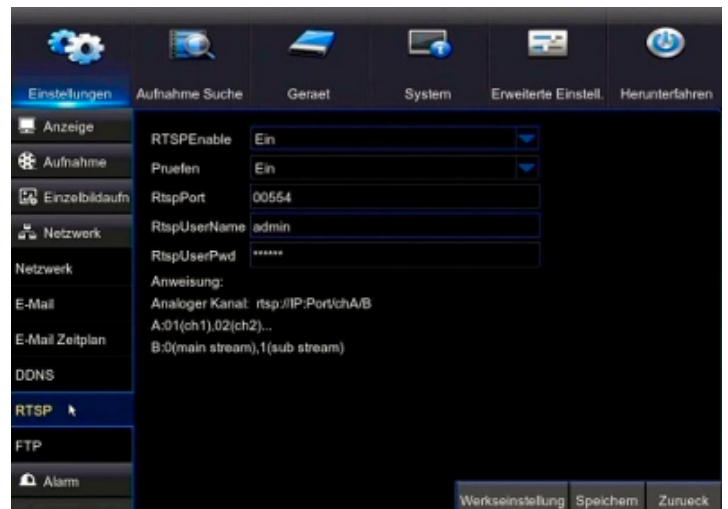 Einstellungen
Aufnahme Suche
Geraet
System
Erweiterte Einstell.
Herunterfahren
Anzeige
Aufnahme
Einzelbildaufn
Netzwerk
Netzwerk
E-Mail
E-Mail Zeitplan
DDNS
RTSP
FTP
Alarm
RTSPEnable Ein
Pruefen Ein
RtspPort 00554
RtspUserName admin
RtspUserPwd ******
Anweisung:
Analoger Kanal: rtsp://IP:Port/chA/B
A:01(ch1),02(ch2)...
B:0(main stream),1(sub stream)
Werkseinstellung Speichern Zurueck